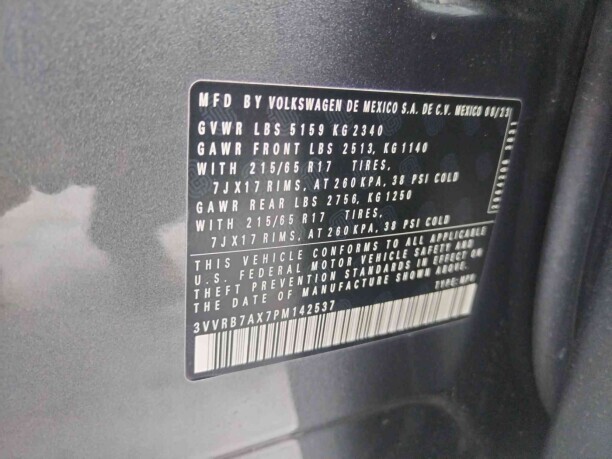 MFD BY VOLKSWAGEN DE MEXICO S.A. DE C.V. MEXICO
GVWR LBS 5159 KG 2340
GAWR FRONT LBS 2513, KG 1140
WITH 215/65 R17 TIRES,
7JX17 RIMS, AT 260 KPA, 38 PSI COLD
GAWR REAR LBS 2756, KG 1250
WITH 215/65 R17 TIRES,
7JX17 RIMS, AT 260 KPA, 38 PSI COLD
THIS VEHICLE CONFORMS TO ALL APPLICABLE
U.S. FEDERAL MOTOR VEHICLE SAFETY AND
THEFT PREVENTION STANDARDS IN EFFECT ON
THE DATE OF MANUFACTURE SHOWN ABOVE.
TYPE:MPV
3VVRB7AX7PM142537